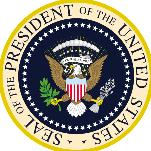 SEAL OF THE PRESIDENT OF THE UNITED STATES